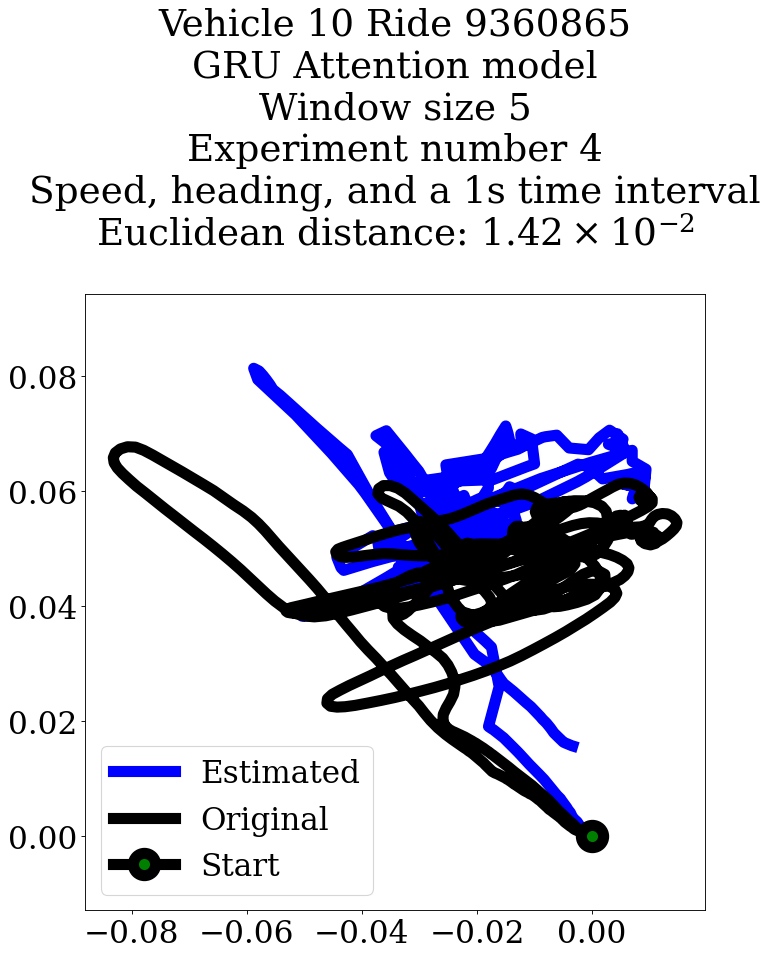 Vehicle 10 Ride 9360865
GRU Attention model
Window size 5
Experiment number 4
Speed, heading, and a 1s time interval
Euclidean distance: 1.42 × 10⁻²
0.08
0.06
0.04
0.02
0.00
Estimated
Original
Start
−0.08 −0.06 −0.04 −0.02 0.00